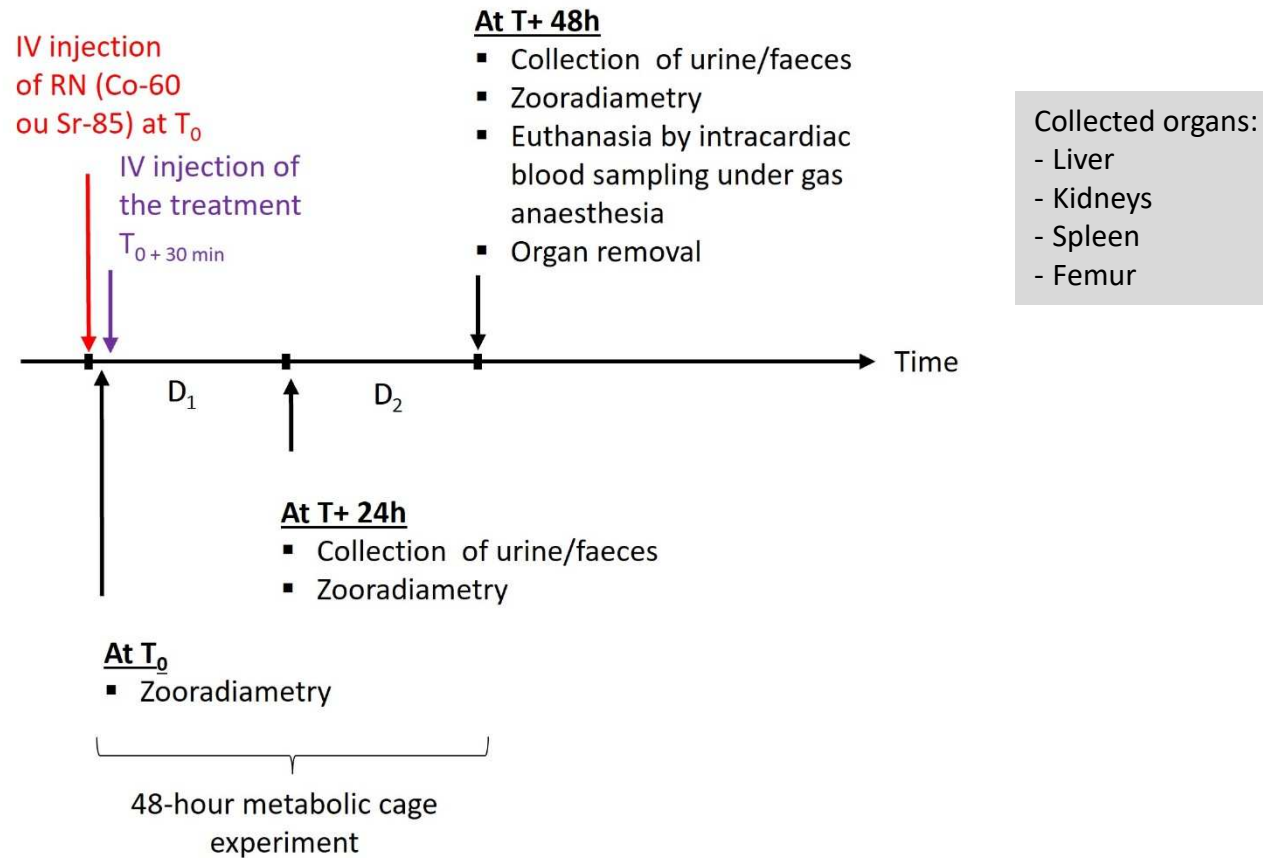 IV injection
of RN (Co-60
ou Sr-85) at T0
IV injection of
the treatment
T0 + 30 min
At T+ 48h
▪ Collection of urine/faeces
▪ Zooradiametry
▪ Euthanasia by intracardiac
blood sampling under gas
anaesthesia
▪ Organ removal
Collected organs:
- Liver
- Kidneys
- Spleen
- Femur
Time
D1
D2
At T+ 24h
▪ Collection of urine/faeces
▪ Zooradiametry
At T0
▪ Zooradiametry
48-hour metabolic cage
experiment